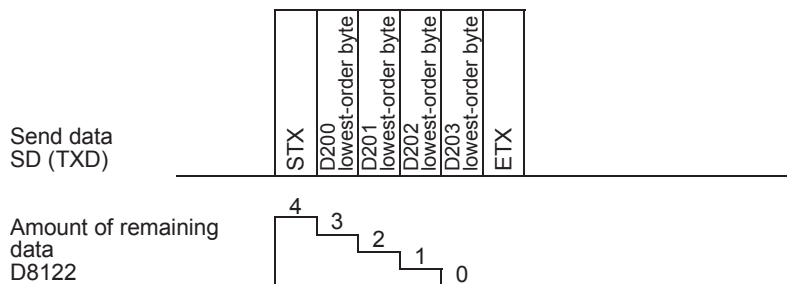 STX
D200
lowest-order byte
D201
lowest-order byte
D202
lowest-order byte
D203
lowest-order byte
ETX
Send data
SD (TXD)
4
3
2
1
0
Amount of remaining
data
D8122